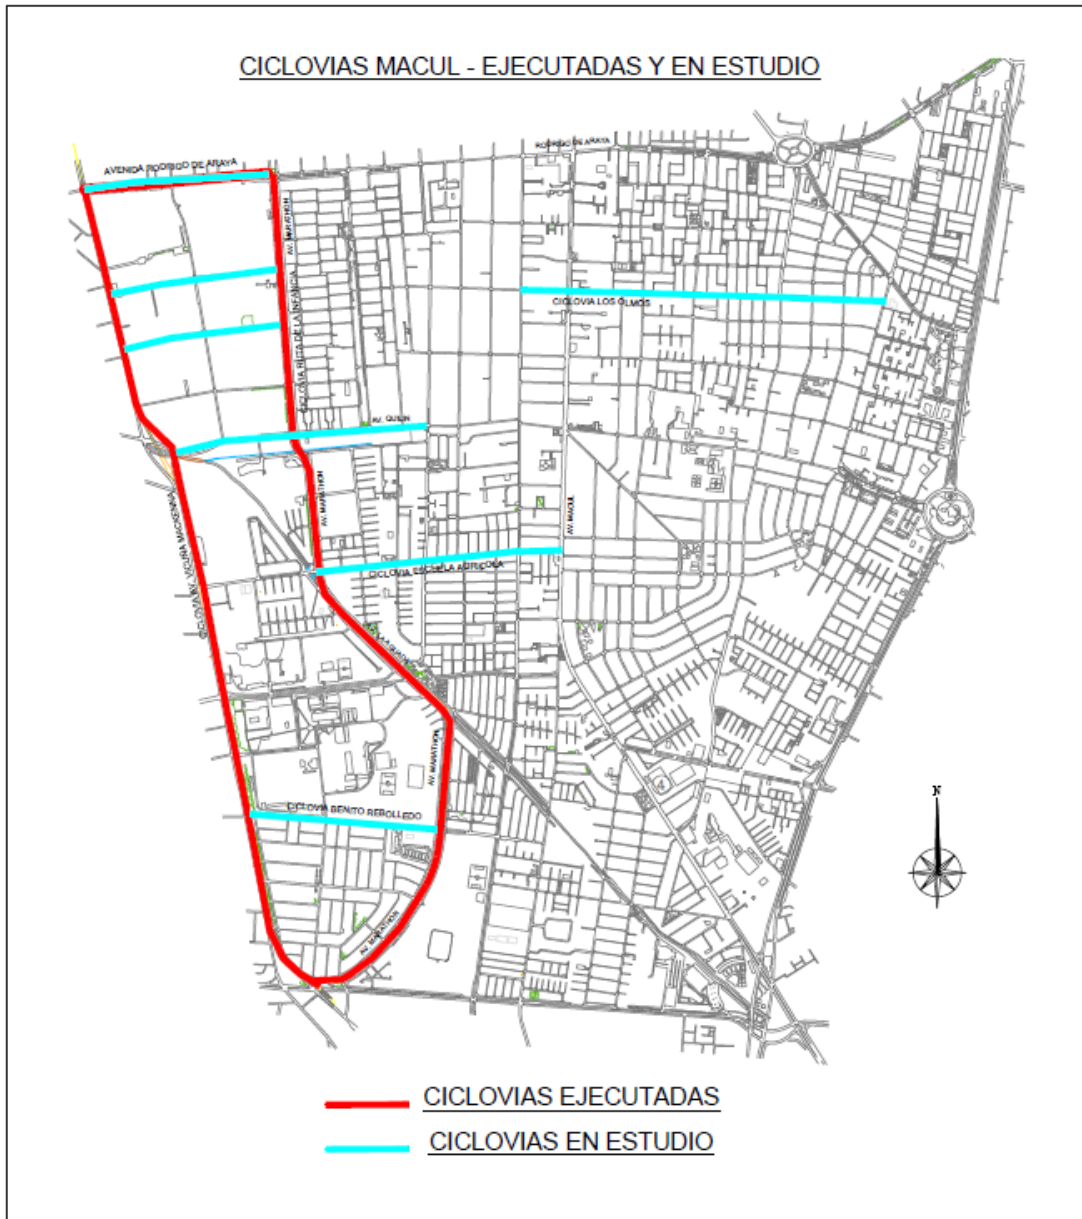 CICLOVIAS MACUL - EJECUTADAS Y EN ESTUDIO
AVENIDA RODRIGO DE ARAYA
RODRIGO DE ARAYA
AV. MARATHON
CICLOVIA RUTA DE LA INFANCIA
CICLOVIA LOS OLMOS
AV. QUILIN
AV. MARATHON
AV. MACUL
CICLOVIA AV. VICUÑA MACKENNA
CICLOVIA ESCUELA AGRICOLA
AV. MARATHON
CICLOVIA BENITO REBOLLEDO
AV. MARATHON
N
CICLOVIAS EJECUTADAS
CICLOVIAS EN ESTUDIO